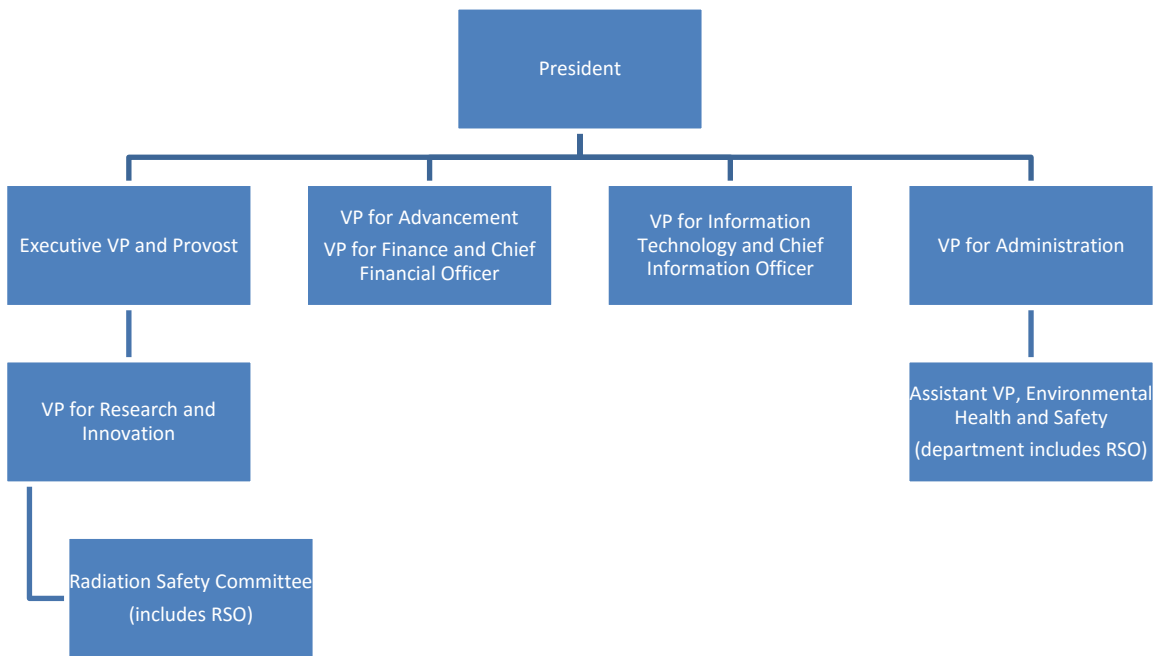 President
Executive VP and Provost
VP for Advancement
VP for Finance and Chief
Financial Officer
VP for Information
Technology and Chief
Information Officer
VP for Administration
VP for Research and
Innovation
Assistant VP, Environmental
Health and Safety
(department includes RSO)
Radiation Safety Committee
(includes RSO)